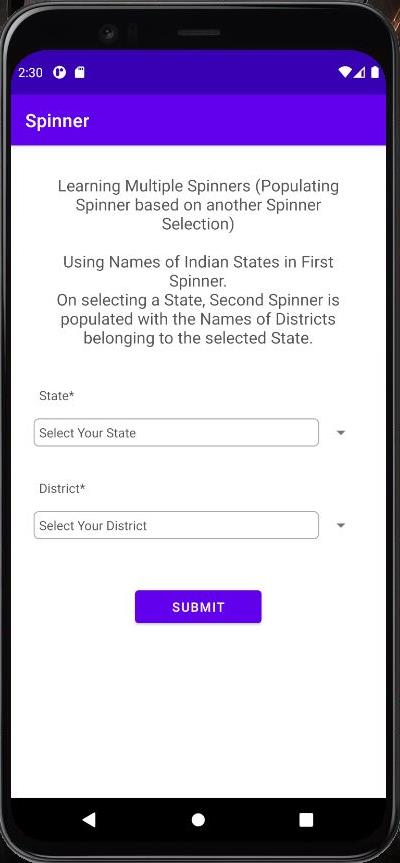 2:30
Spinner
Learning Multiple Spinners (Populating
Spinner based on another Spinner
Selection)
Using Names of Indian States in First
Spinner.
On selecting a State, Second Spinner is
populated with the Names of Districts
belonging to the selected State.
State*
Select Your State
District*
Select Your District
SUBMIT